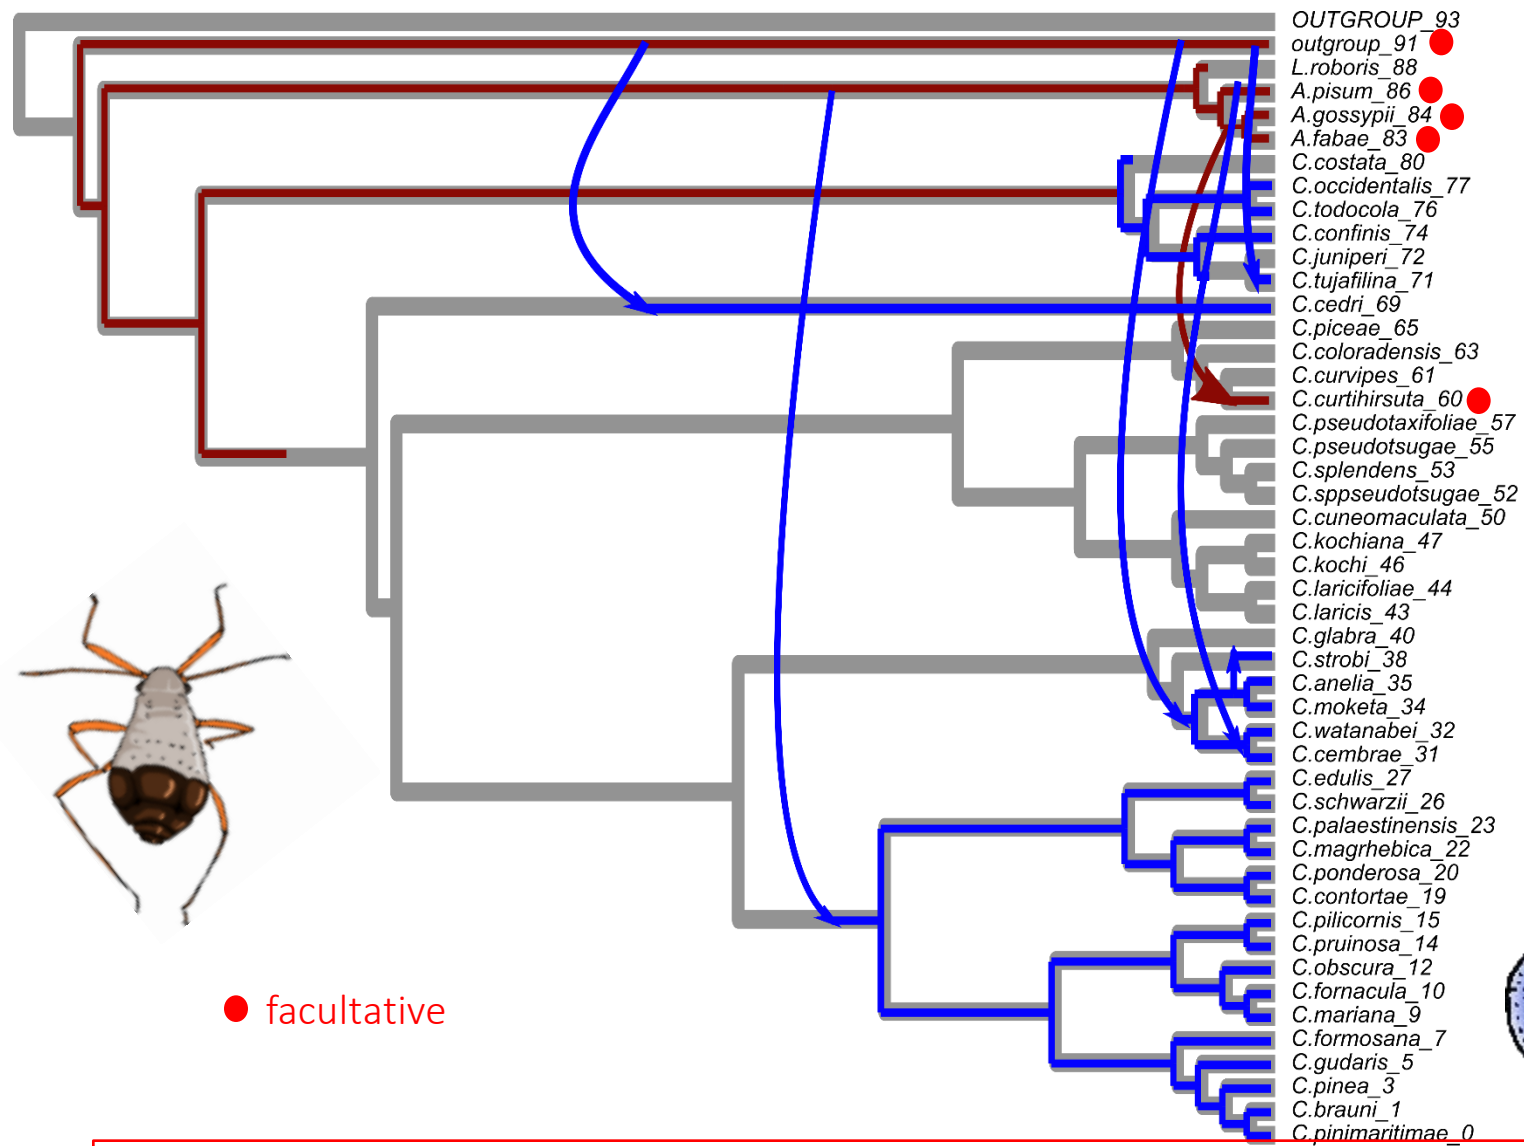 OUTGROUP_93
outgroup_91
L.roboris_88
A.pisum_86
A.gossypii_84
A.fabae_83
C.costata_80
C.occidentalis_77
C.todocola_76
C.confinis_74
C.juniperi_72
C.tujafilina_71
C.cedri_69
C.piceae_65
C.coloradensis_63
C.curvipes_61
C.curtihirsuta_60
C.pseudotaxifoliae_57
C.pseudotsugae_55
C.splendens_53
C.sppseudotsugae_52
C.cuneomaculata_50
C.kochiana_47
C.kochi_46
C.laricifoliae_44
C.laricis_43
C.glabra_40
C.strobi_38
C.anelia_35
C.moketa_34
C.watanabei_32
C.cembrae_31
C.edulis_27
C.schwarzii_26
C.palaestinensis_23
C.magrhebica_22
C.ponderosa_20
C.contortae_19
C.pilicornis_15
C.pruinosa_14
C.obscura_12
C.fornacula_10
C.mariana_9
C.formosana_7
C.gudaris_5
C.pinea_3
C.brauni_1
C.pinimaritimae_0
facultative